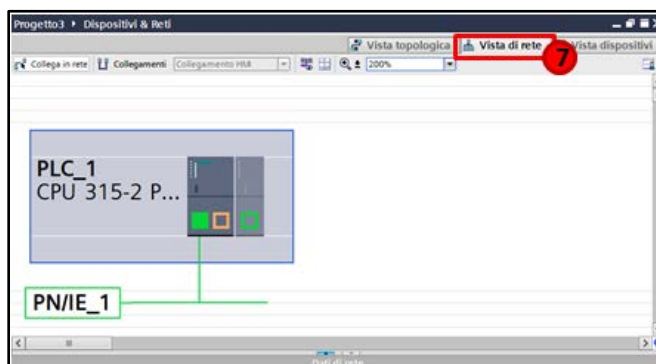 Progetto3 ▸ Dispositivi & Reti
Vista topologica Vista di rete Vista dispositivi
7
Collega in rete Collegamenti Collegamento HMI 200%
PLC_1
CPU 315-2 P...
PN/IE_1
Dati di rete